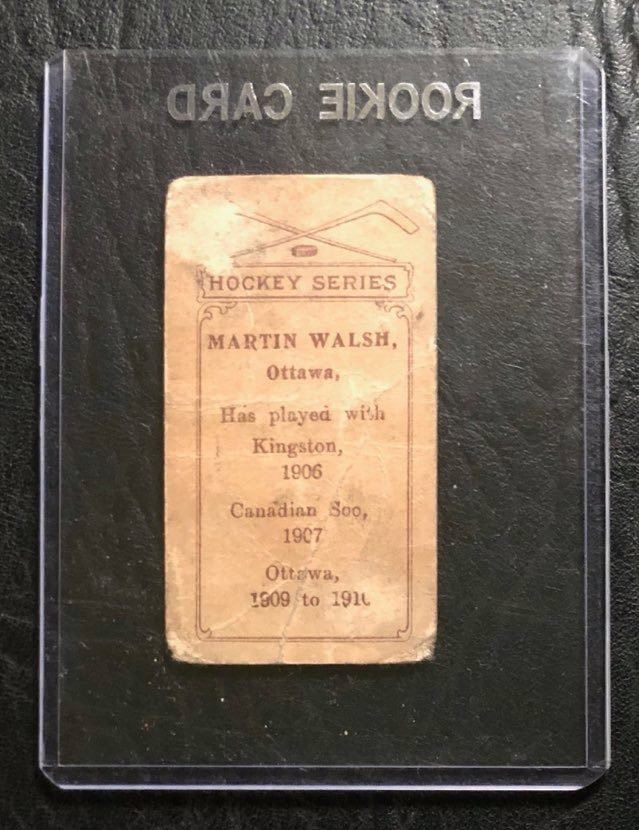 ROOKIE CARD
HOCKEY SERIES
MARTIN WALSH,
Ottawa,
Has played with
Kingston,
1906
Canadian Soo,
1907
Ottawa,
1909 to 1910